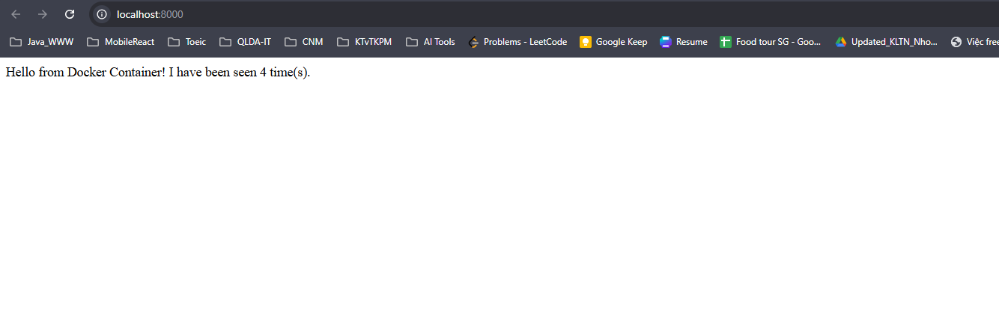 localhost:8000
Java_WWW MobileReact Toeic QLDA-IT CNM KTvTKPM AI Tools Problems - LeetCode Google Keep Resume Food tour SG - Goo... Updated_KLTN_Nho... Việc free
Hello from Docker Container! I have been seen 4 time(s).